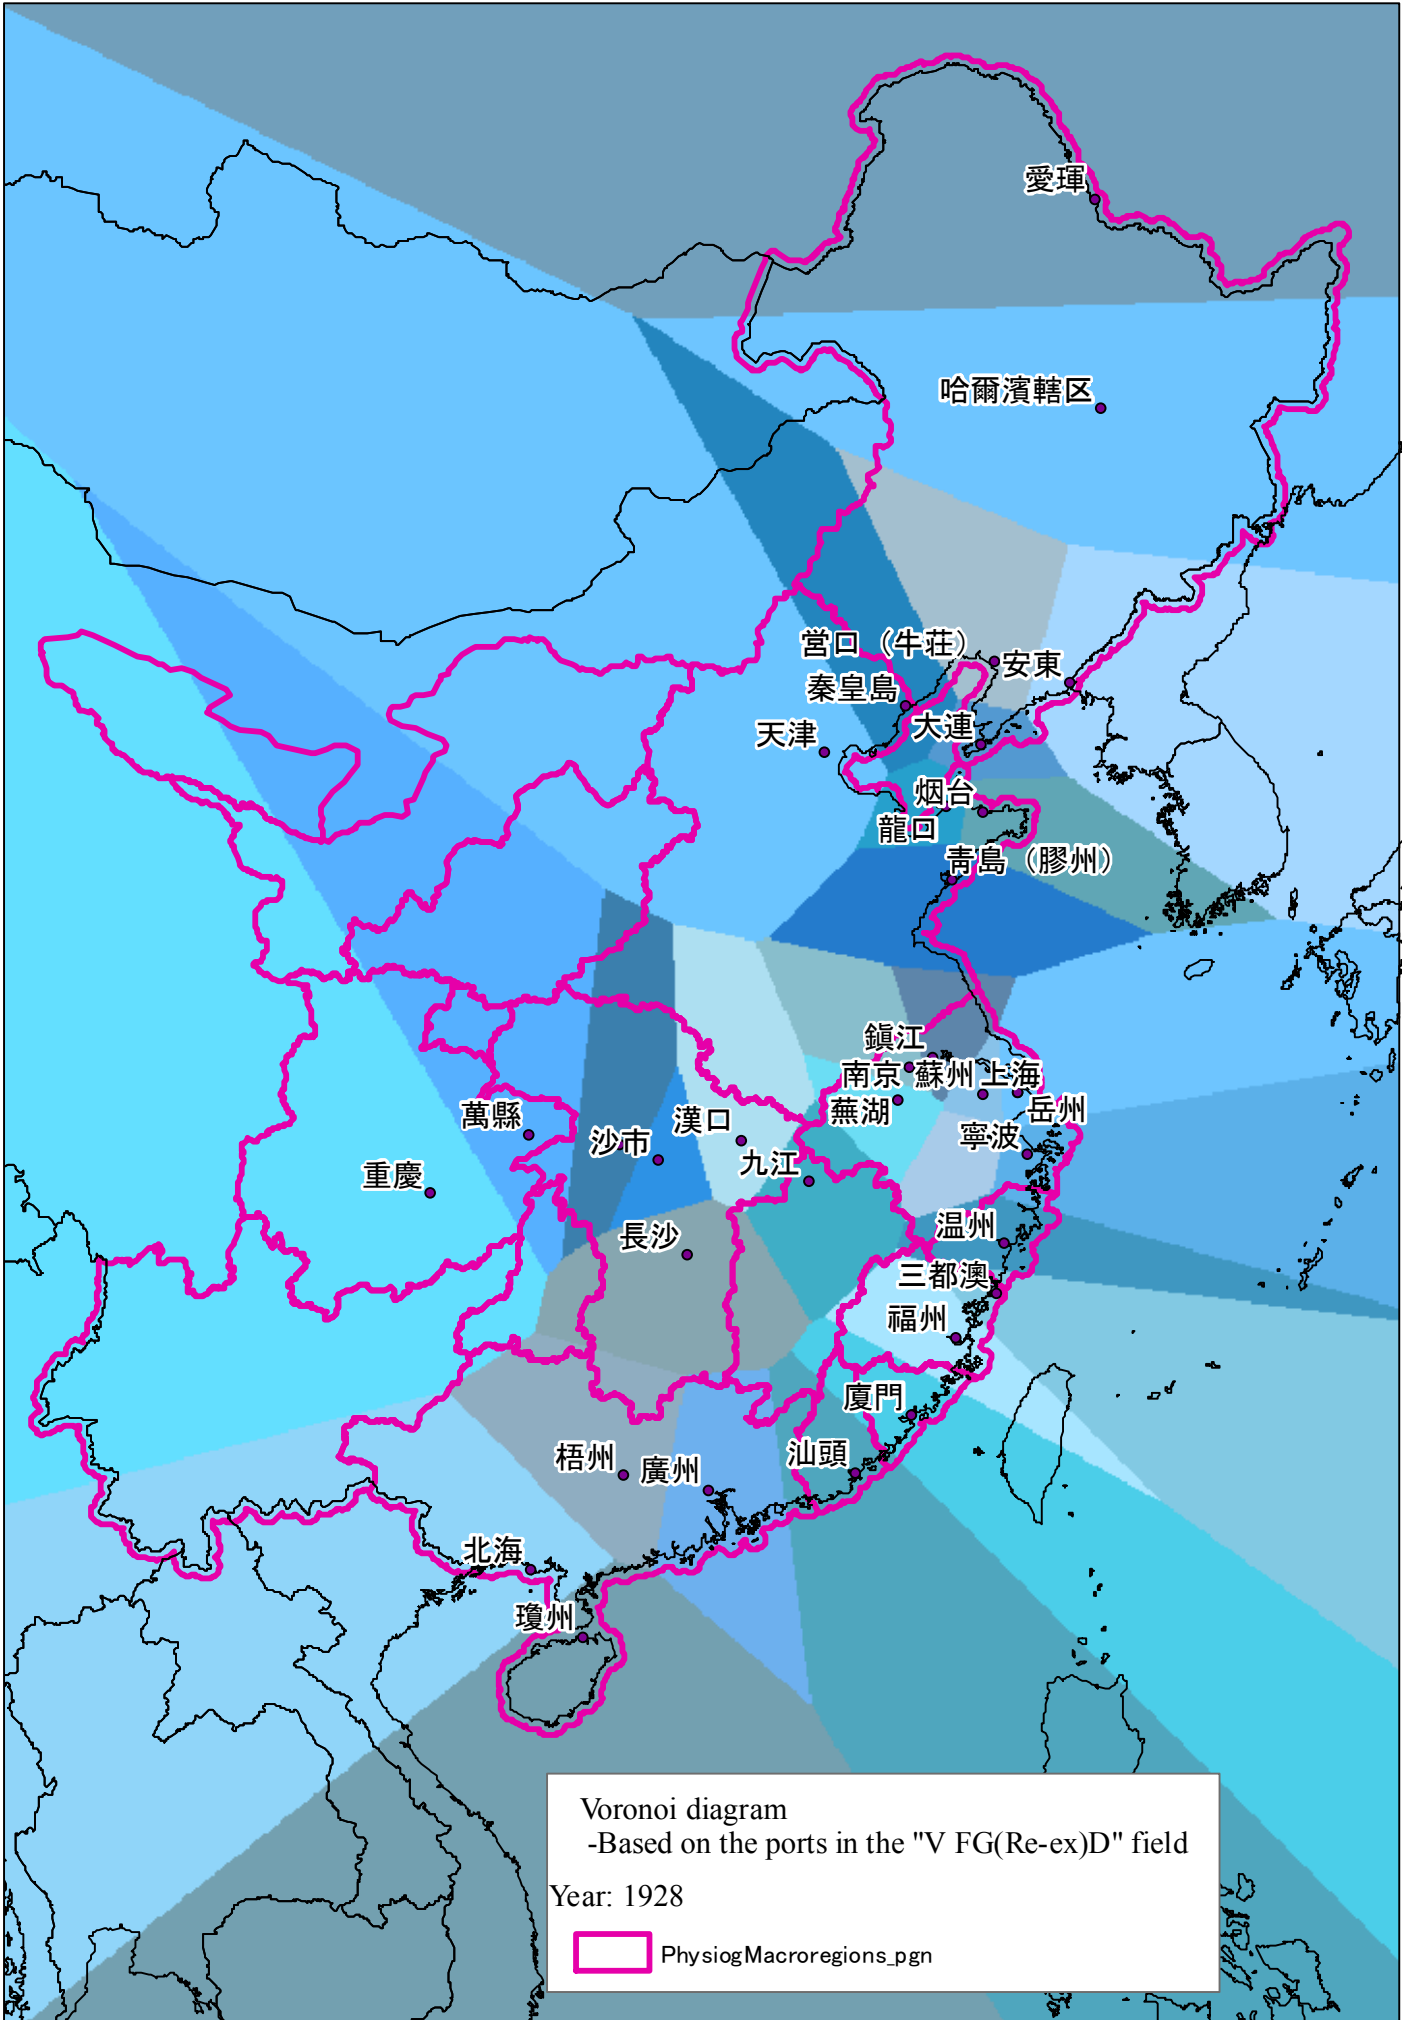 愛琿
哈爾濱轄区
営口（牛荘）
安東
秦皇島
大連
天津
烟台
龍口
青島（膠州）
鎮江
南京
蘇州
上海
蕪湖
岳州
萬縣
漢口
沙市
寧波
九江
重慶
長沙
温州
三都澳
福州
廈門
汕頭
梧州
廣州
北海
瓊州
Voronoi diagram
-Based on the ports in the "V FG(Re-ex)D" field
Year: 1928
PhysiogMacroregions_pgn